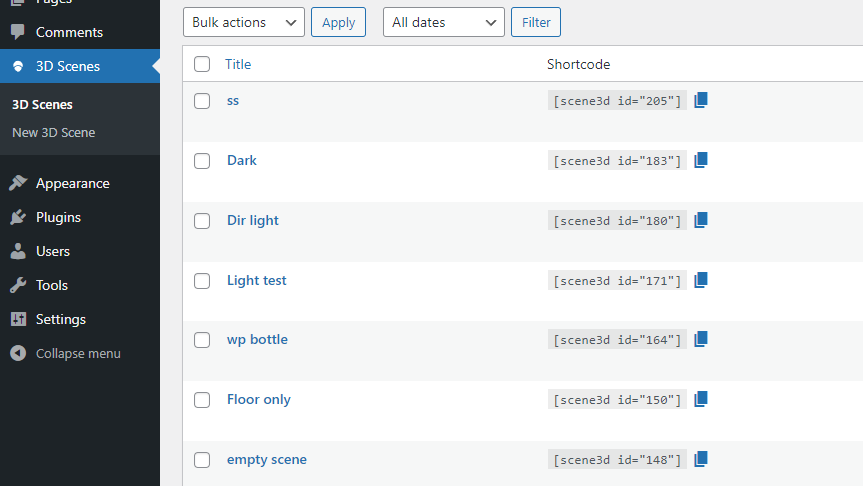 Pages
Comments
3D Scenes
3D Scenes
New 3D Scene
Appearance
Plugins
Users
Tools
Settings
Collapse menu
Bulk actions Apply All dates Filter
Title Shortcode
ss [scene3d id="205"]
Dark [scene3d id="183"]
Dir light [scene3d id="180"]
Light test [scene3d id="171"]
wp bottle [scene3d id="164"]
Floor only [scene3d id="150"]
empty scene [scene3d id="148"]